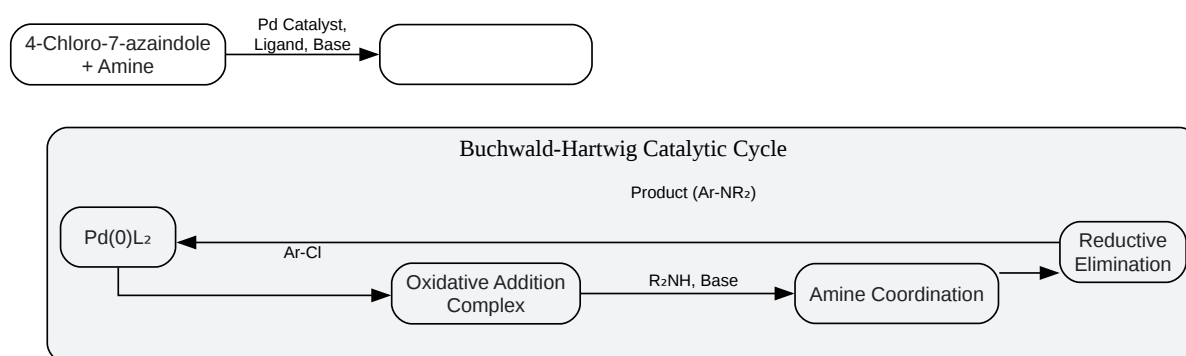 4-Chloro-7-azaindole
+ Amine
Pd Catalyst,
Ligand, Base
Buchwald-Hartwig Catalytic Cycle
Product (Ar-NR₂)
Pd(0)L₂
Ar-Cl
Oxidative Addition
Complex
R₂NH, Base
Amine Coordination
Reductive
Elimination